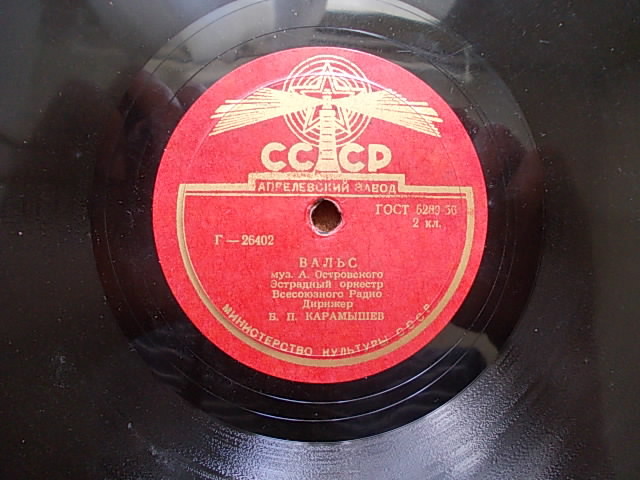 СССР
АПРЕЛЕВСКИЙ ЗАВОД
ГОСТ 5289-56
2 кл.
Г—26402
ВАЛЬС
муз. А. Островского
Эстрадный оркестр
Всесоюзного Радио
Дирижер
Б. П. КАРАМЫШЕВ
МИНИСТЕРСТВО КУЛЬТУРЫ СССР